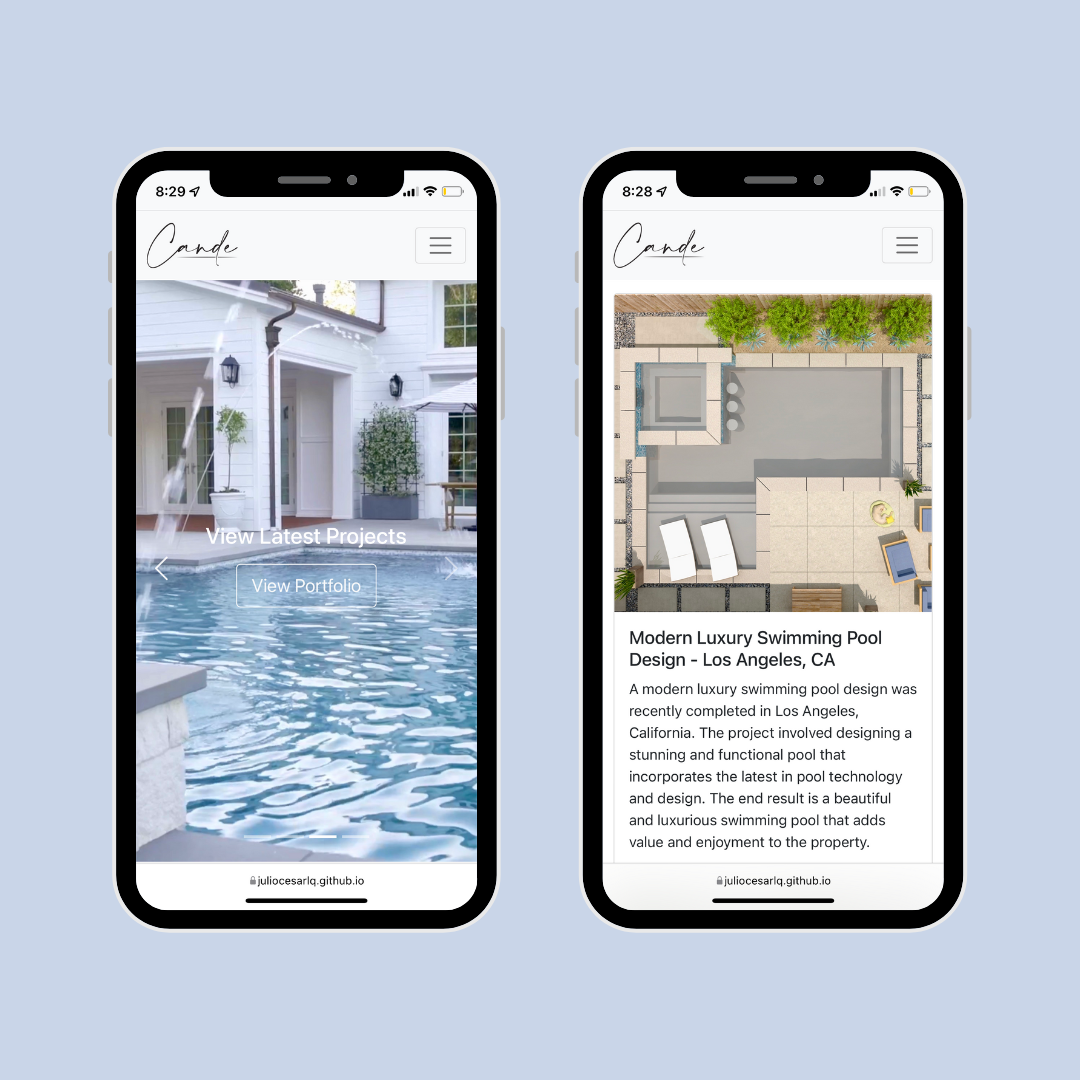 8:29
Cande
View Latest Projects
View Portfolio
juliocesarlq.github.io
8:28
Cande
Modern Luxury Swimming Pool
Design - Los Angeles, CA
A modern luxury swimming pool design was
recently completed in Los Angeles,
California. The project involved designing a
stunning and functional pool that
incorporates the latest in pool technology
and design. The end result is a beautiful
and luxurious swimming pool that adds
value and enjoyment to the property.
juliocesarlq.github.io